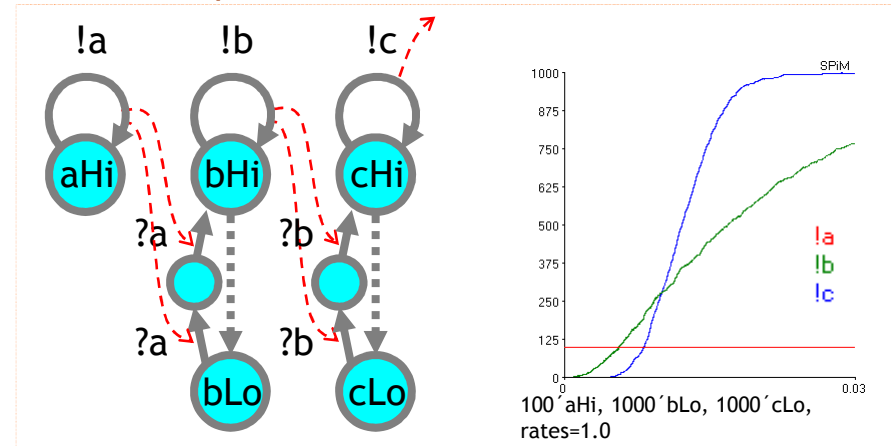 !a !b !c
aHi bHi cHi
?a ?b
?a ?b
bLo cLo
SPiM
1000
875
750
625
500
375
250
125
0
!a
!b
!c
0 0.03
100´aHi, 1000´bLo, 1000´cLo,
rates=1.0